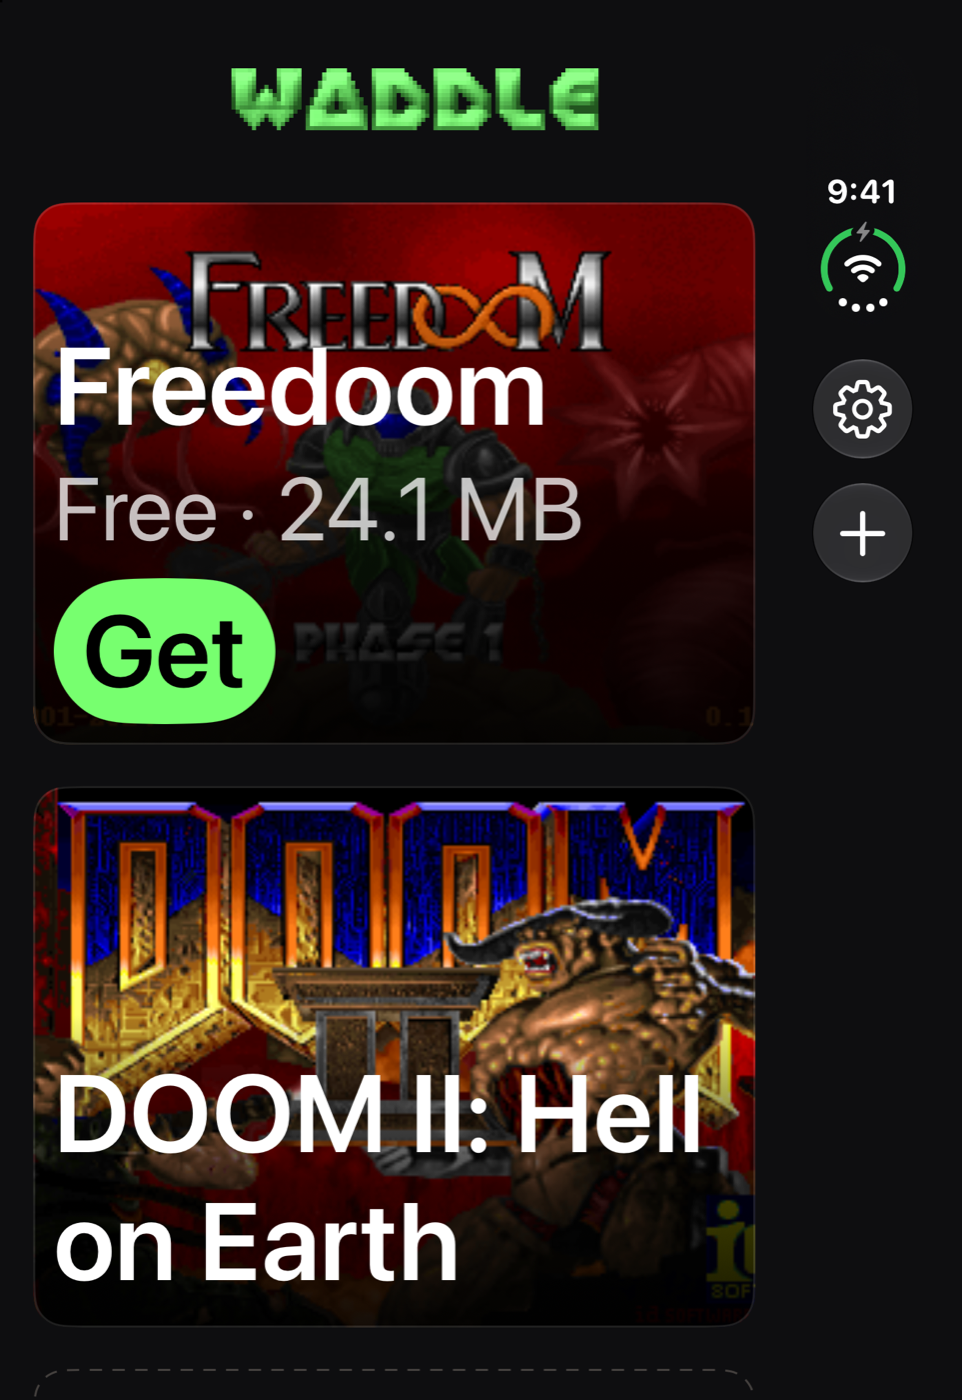 WADDLE
9:41
FREEDOOM
Freedoom
Free · 24.1 MB
Get
PHASE 1
DOOM
II
DOOM II: Hell
on Earth